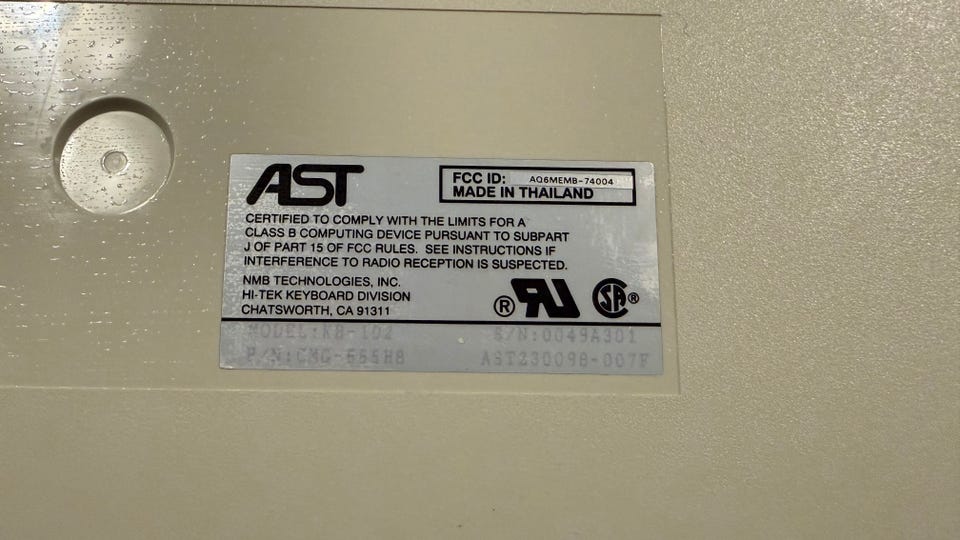 AST
FCC ID: AQ6MEMB-74004
MADE IN THAILAND
CERTIFIED TO COMPLY WITH THE LIMITS FOR A
CLASS B COMPUTING DEVICE PURSUANT TO SUBPART
J OF PART 15 OF FCC RULES. SEE INSTRUCTIONS IF
INTERFERENCE TO RADIO RECEPTION IS SUSPECTED.
NMB TECHNOLOGIES, INC.
HI-TEK KEYBOARD DIVISION
CHATSWORTH, CA 91311
® RU SA ®
MODEL:KB-102 S/N:0049A301
P/N: AST230098-007F